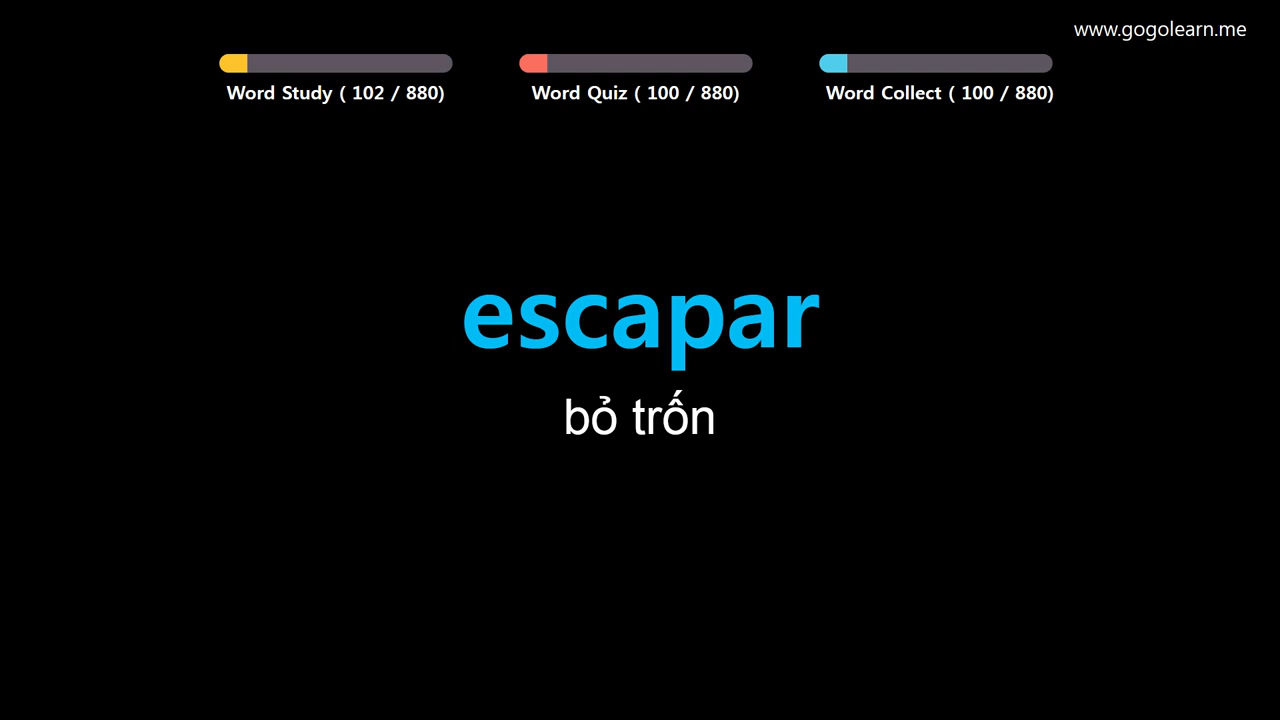 www.gogolearn.me
Word Study ( 102 / 880)
Word Quiz ( 100 / 880)
Word Collect ( 100 / 880)
escapar
bỏ trốn